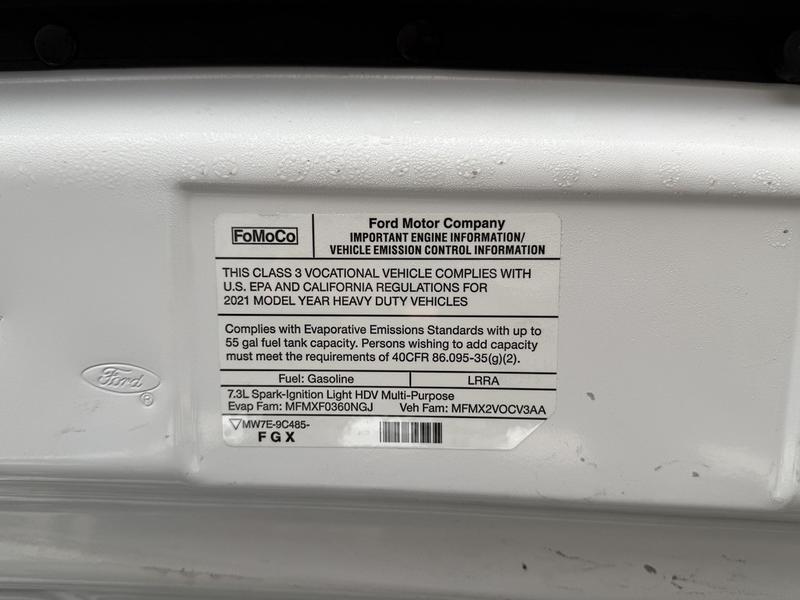 FoMoCo
Ford Motor Company
IMPORTANT ENGINE INFORMATION/
VEHICLE EMISSION CONTROL INFORMATION
THIS CLASS 3 VOCATIONAL VEHICLE COMPLIES WITH
U.S. EPA AND CALIFORNIA REGULATIONS FOR
2021 MODEL YEAR HEAVY DUTY VEHICLES
Complies with Evaporative Emissions Standards with up to
55 gal fuel tank capacity. Persons wishing to add capacity
must meet the requirements of 40CFR 86.095-35(g)(2).
Fuel: Gasoline LRRA
7.3L Spark-Ignition Light HDV Multi-Purpose
Evap Fam: MFMXF0360NGJ Veh Fam: MFMX2VOCV3AA
MW7E-9C485-
F G X
Ford
®